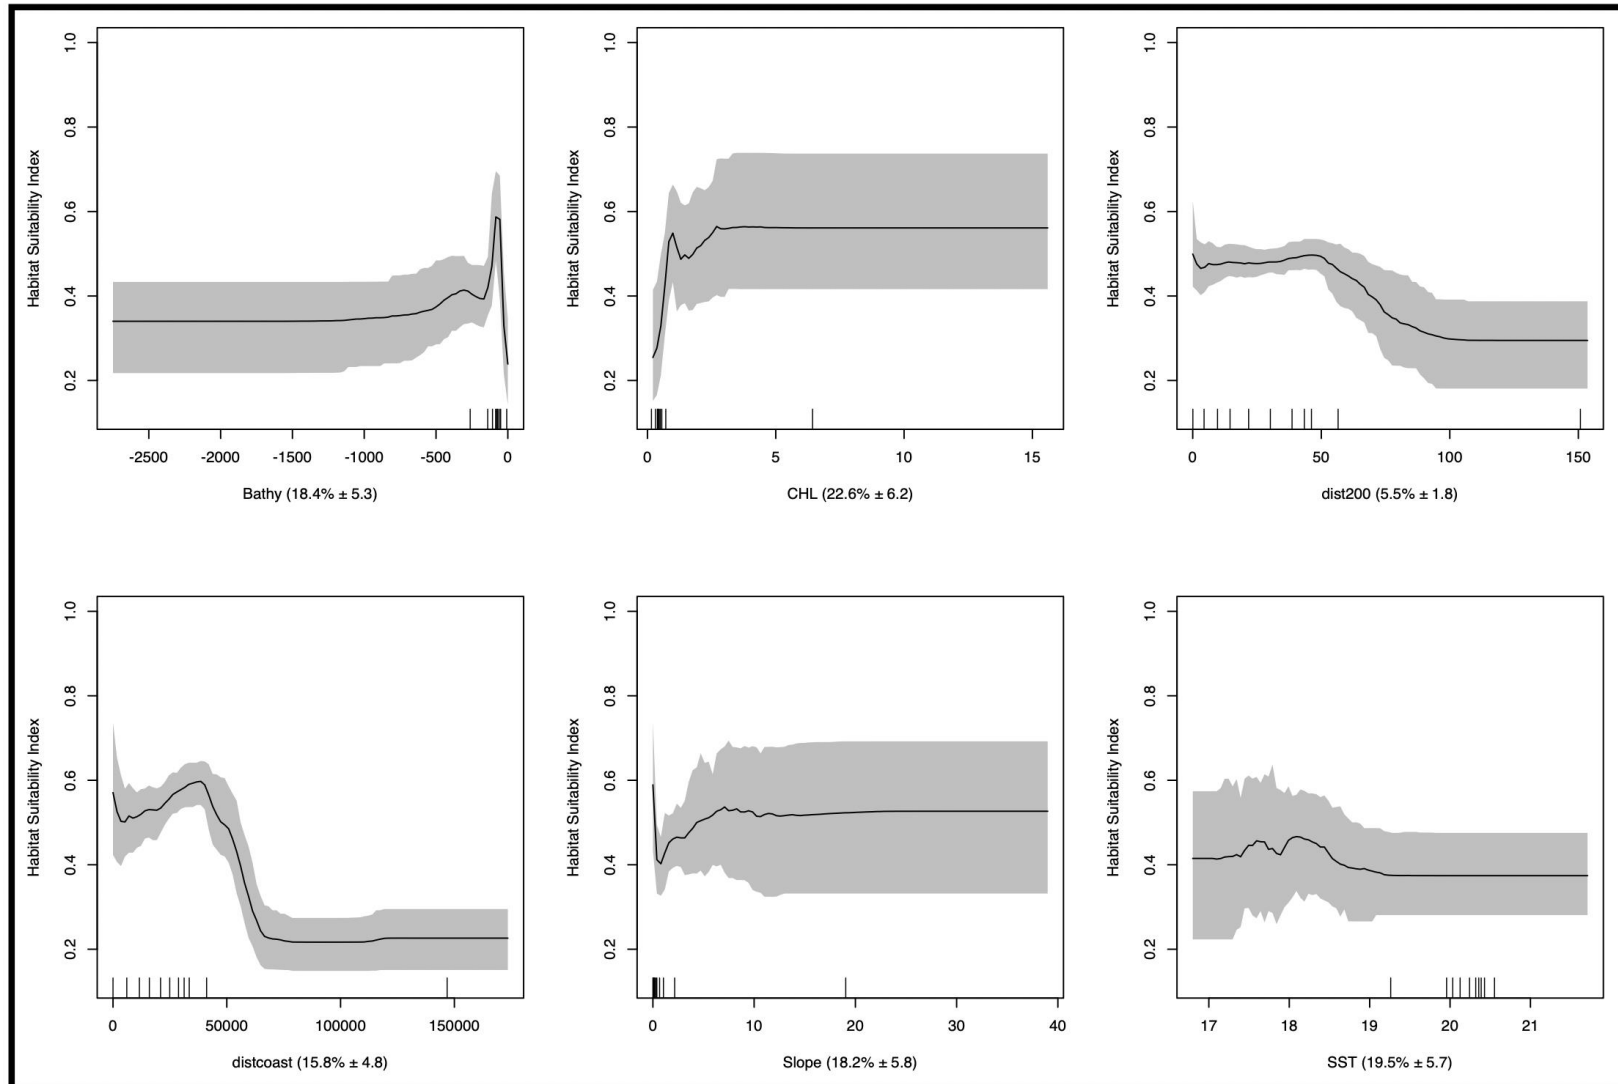 Habitat Suitability Index
1.0
0.8
0.6
0.4
0.2
-2500 -2000 -1500 -1000 -500 0
Bathy (18.4% ± 5.3)
Habitat Suitability Index
1.0
0.8
0.6
0.4
0.2
0 5 10 15
CHL (22.6% ± 6.2)
Habitat Suitability Index
1.0
0.8
0.6
0.4
0.2
0 50 100 150
dist200 (5.5% ± 1.8)
Habitat Suitability Index
1.0
0.8
0.6
0.4
0.2
0 50000 100000 150000
distcoast (15.8% ± 4.8)
Habitat Suitability Index
1.0
0.8
0.6
0.4
0.2
0 10 20 30 40
Slope (18.2% ± 5.8)
Habitat Suitability Index
1.0
0.8
0.6
0.4
0.2
17 18 19 20 21
SST (19.5% ± 5.7)